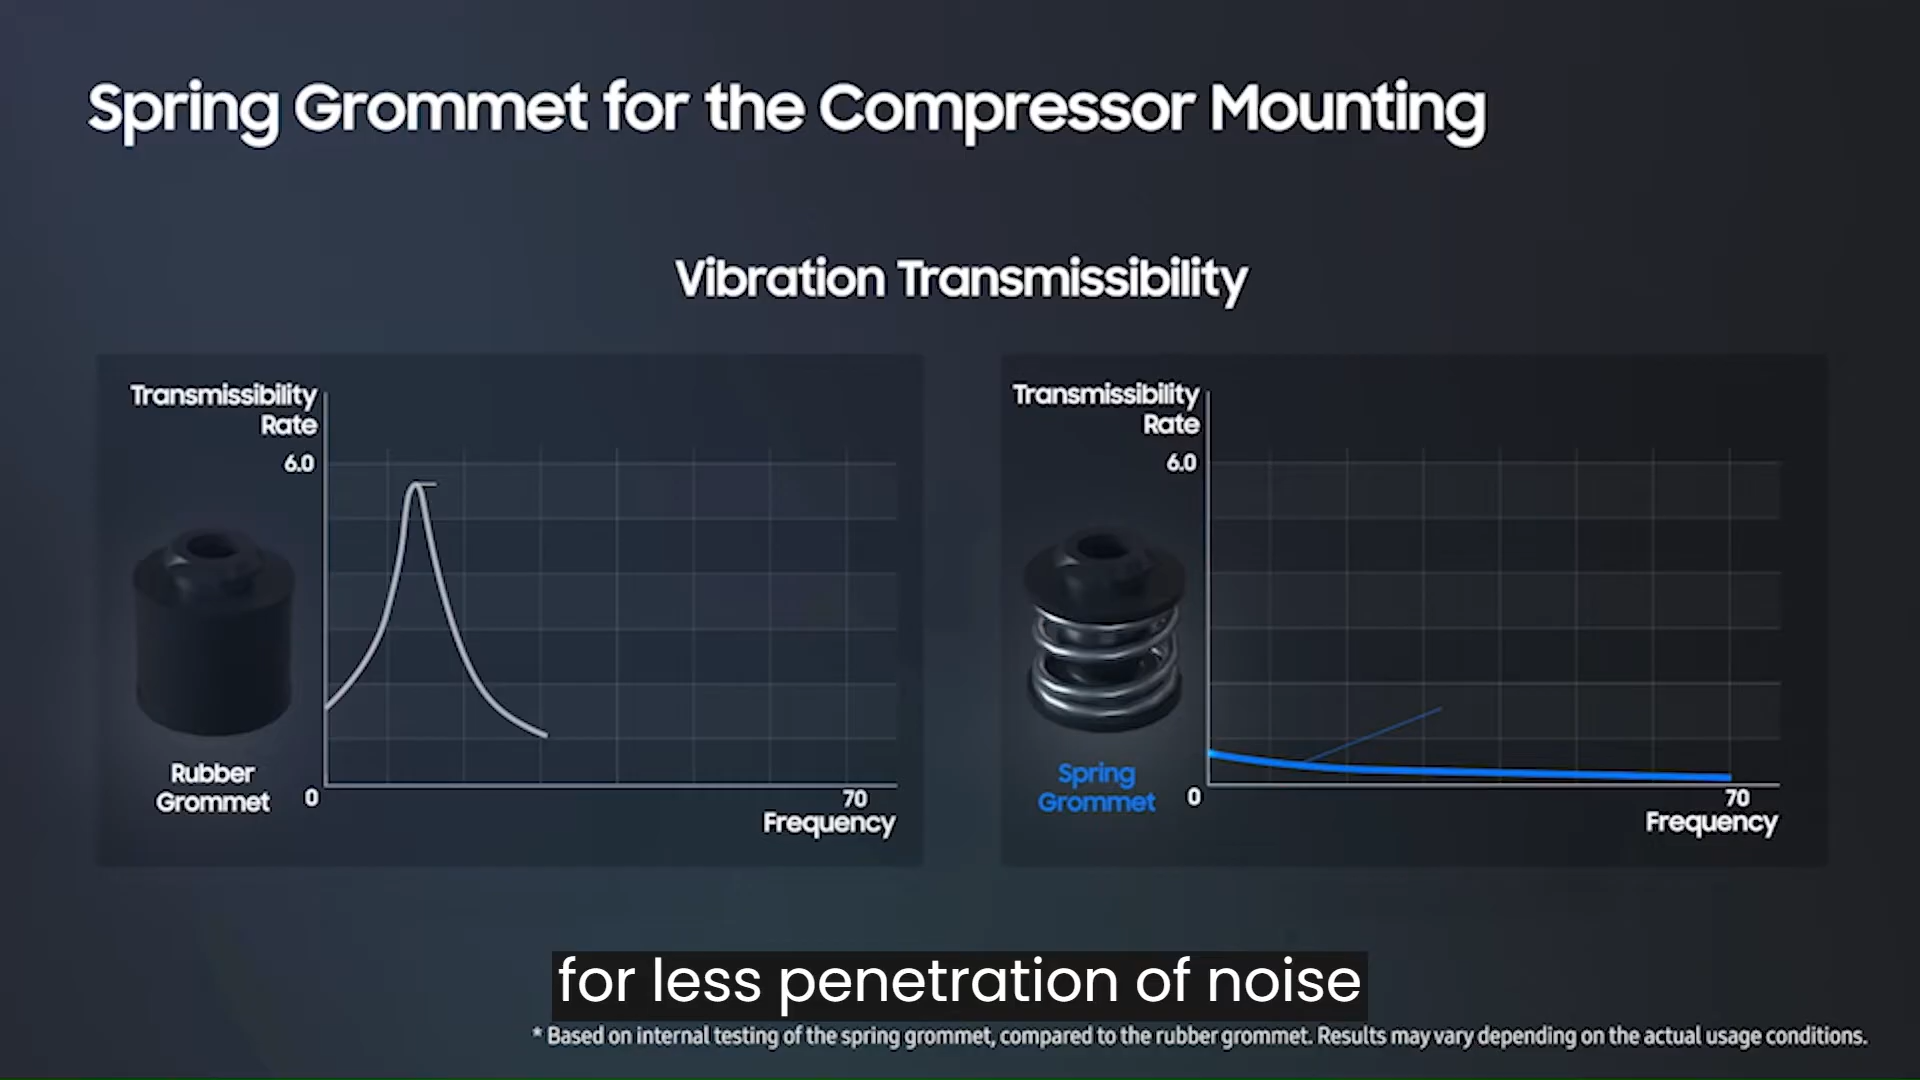 Spring Grommet for the Compressor Mounting
Vibration Transmissibility
Transmissibility
Rate
6.0
Rubber
Grommet
0
70
Frequency
Transmissibility
Rate
6.0
Spring
Grommet
0
70
Frequency
for less penetration of noise
* Based on internal testing of the spring grommet, compared to the rubber grommet. Results may vary depending on the actual usage conditions.